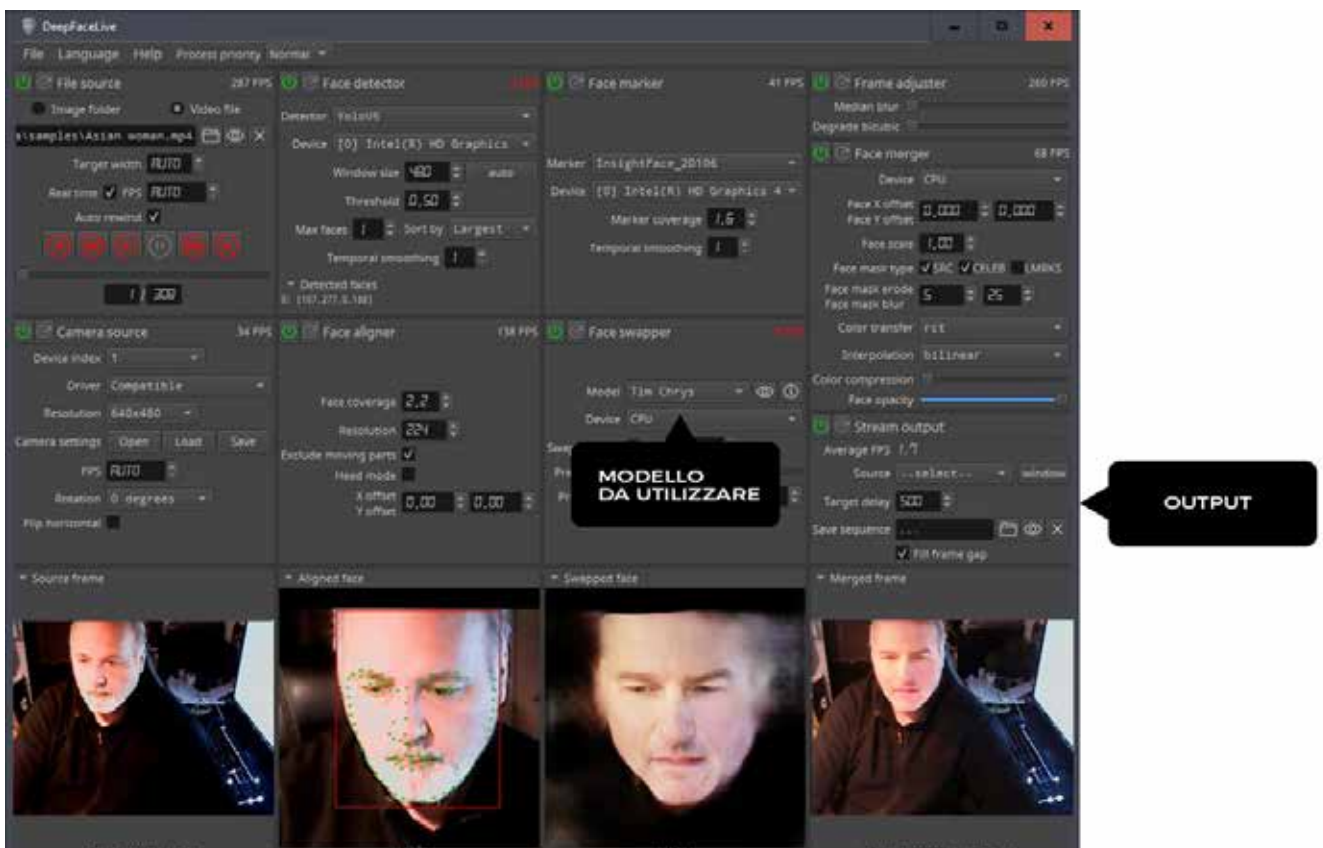 DeepFaceLive
File Language Help Process priority Normal
File source 287 FPS
Image folder Video file
s\samples\Asian woman.mp4
Target width AUTO
Real time FPS AUTO
Auto rewind
1 / 300
Face detector
Detector YoloV5
Device [0] Intel(R) HD Graphics
Window size 480 auto
Threshold 0,50
Max faces 1 Sort by Largest
Temporal smoothing 1
Detected faces
Face marker 41 FPS
Marker InsightFace_2D106
Device [0] Intel(R) HD Graphics 4
Marker coverage 1,6
Temporal smoothing 1
Frame adjuster 260 FPS
Median blur
Degrade bicubic
Face merger 68 FPS
Device CPU
Face X offset
Face Y offset
0,000 0,000
Face scale 1,00
Face mask type SRC CELEB LMRKS
Face mask erode
Face mask blur
5 25
Color transfer rct
Interpolation bilinear
Color compression
Face opacity
Camera source 34 FPS
Device index 1
Driver Compatible
Resolution 640x480
Camera settings Open Load Save
FPS AUTO
Rotation 0 degrees
Flip horizontal
Face aligner 138 FPS
Face coverage 2,2
Resolution 224
Exclude moving parts
Head mode
X offset
Y offset
0,00 0,00
Face swapper
Model Tim Chrys
Device CPU
MODELLO
DA UTILIZZARE
Stream output
Average FPS
Source --select-- window
Target delay 500
Save sequence ...
Fill frame gap
OUTPUT
Source frame
Aligned face
Swapped face
Merged frame